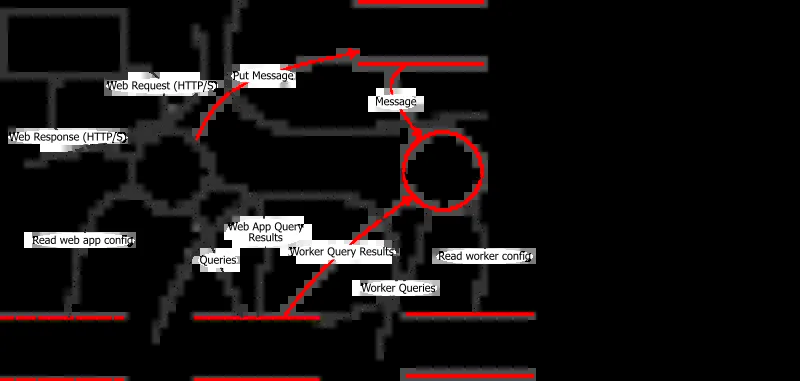 Put Message
Web Request (HTTP/S)
Message
Web Response (HTTP/S)
Web App Query
Results
Read web app config
Worker Query Results
Read worker config
Queries
Worker Queries